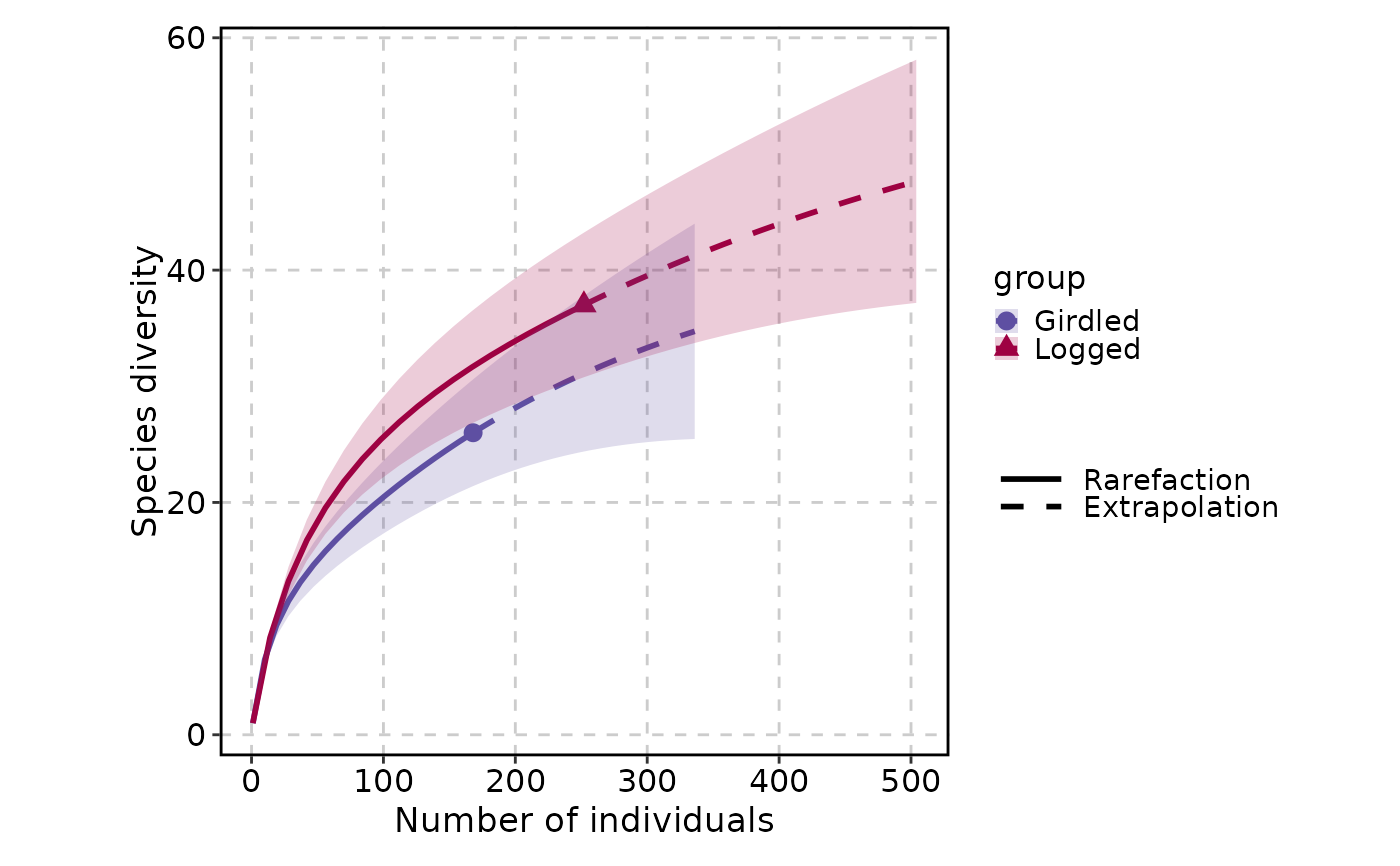 60
40
20
0
Species diversity
0 100 200 300 400 500
Number of individuals
group
Girdled
Logged
Rarefaction
Extrapolation